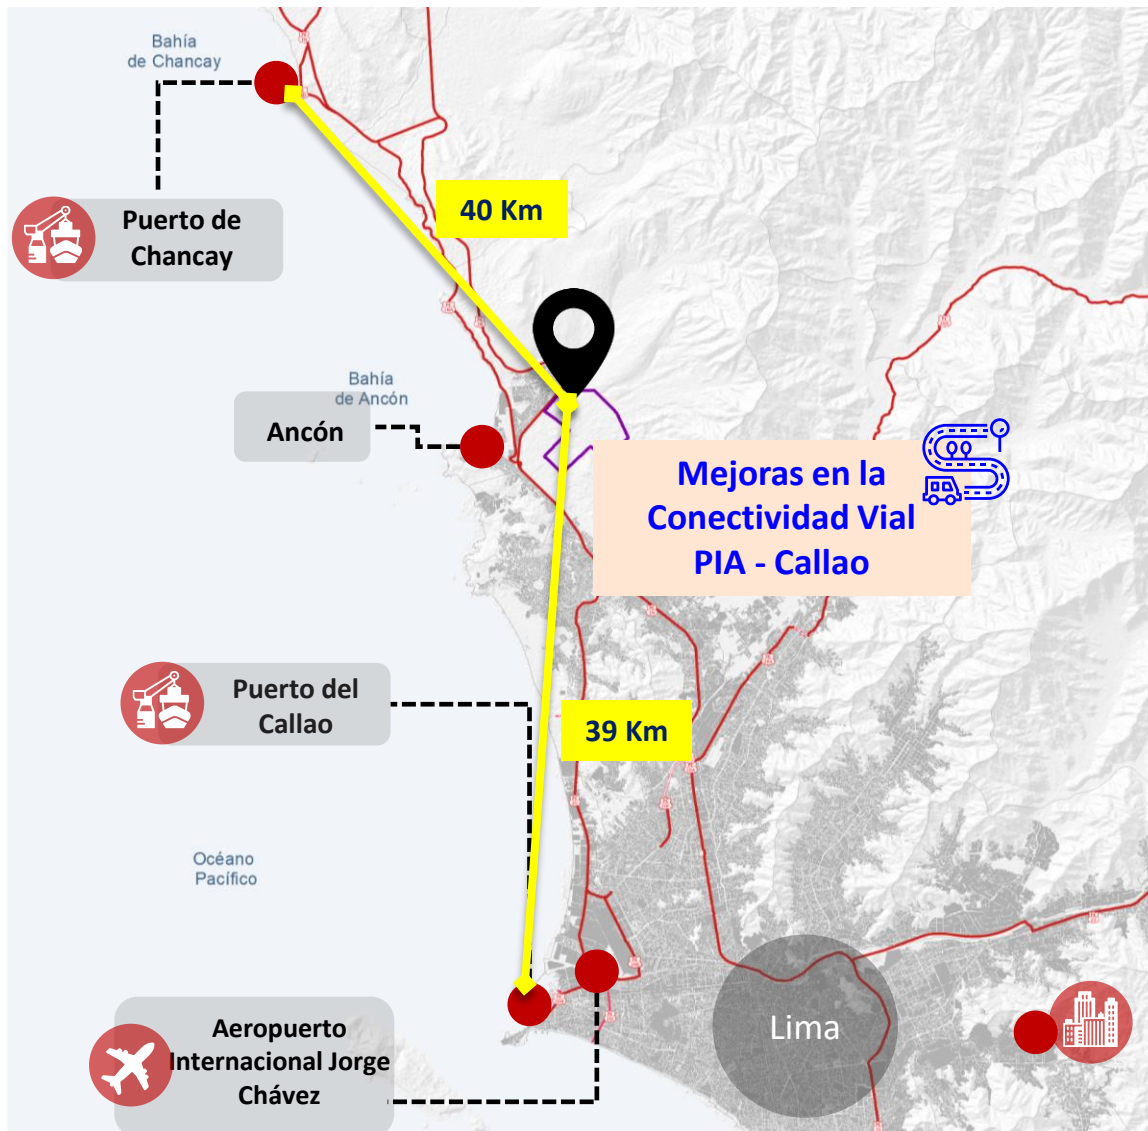 Bahía
de Chancay
Puerto de
Chancay
40 Km
Bahía
de Ancón
Ancón
Mejoras en la
Conectividad Vial
PIA - Callao
Puerto del
Callao
39 Km
Océano
Pacífico
Aeropuerto
Internacional Jorge
Chávez
Lima